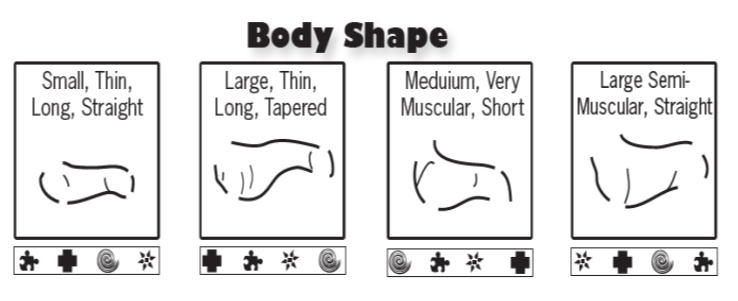 Body Shape
Small, Thin,
Long, Straight
Large, Thin,
Long, Tapered
Meduium, Very
Muscular, Short
Large Semi-
Muscular, Straight